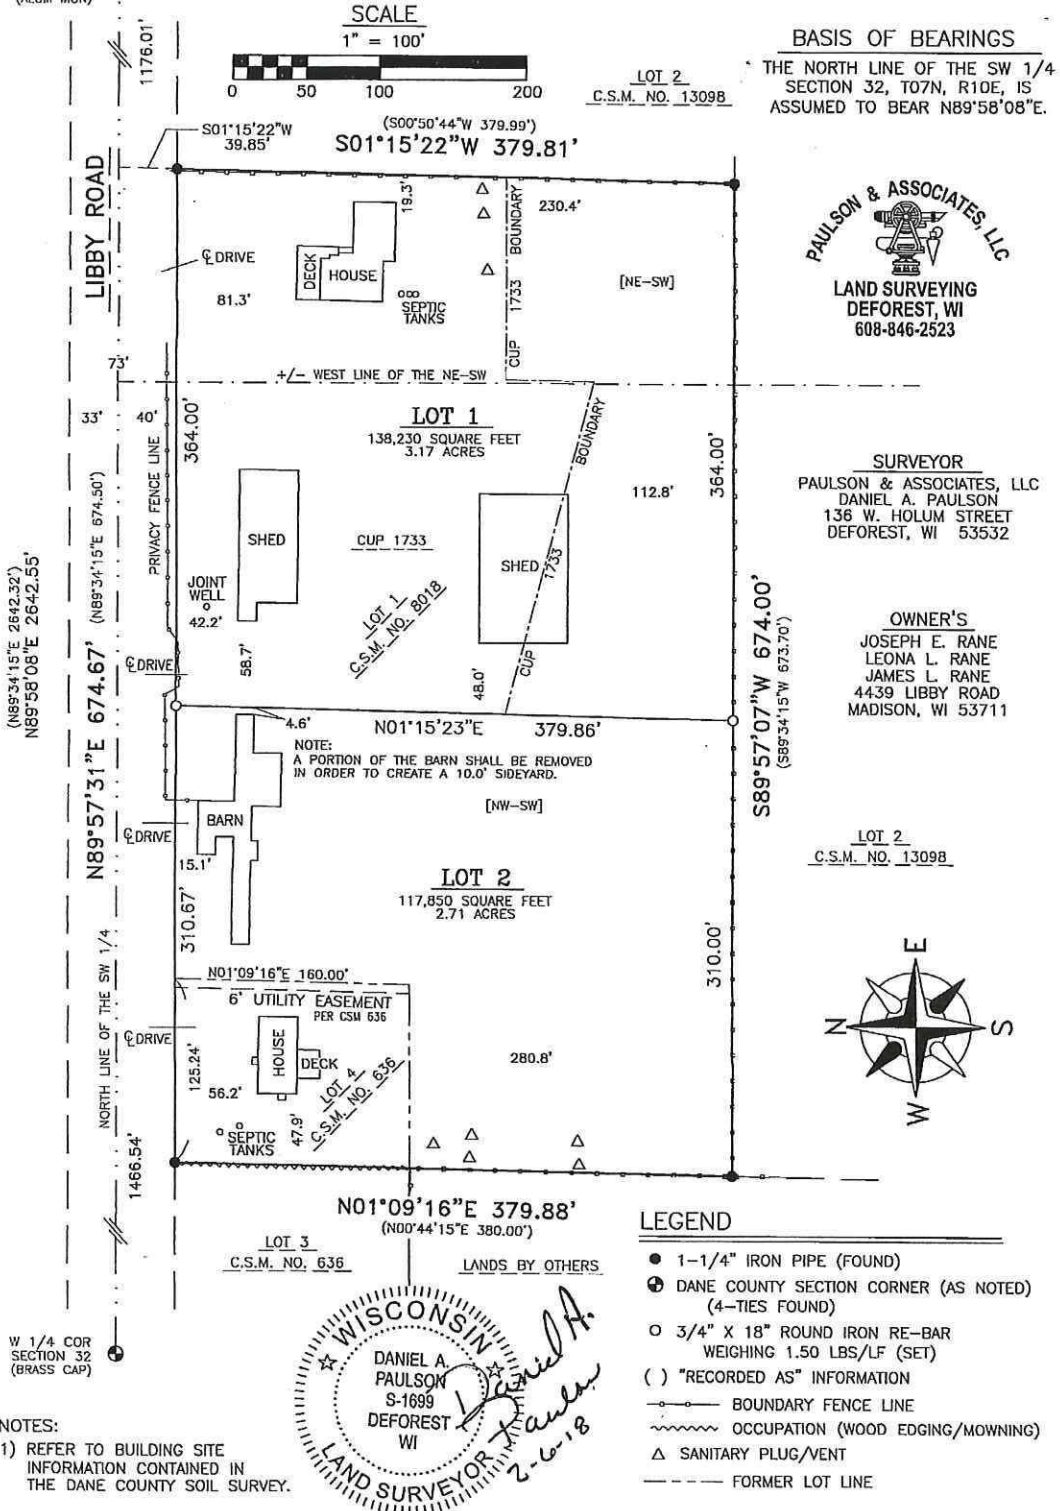 (ALUM MON)
SCALE
1" = 100'
0 50 100 200
BASIS OF BEARINGS
THE NORTH LINE OF THE SW 1/4
SECTION 32, T07N, R10E, IS
ASSUMED TO BEAR N89°58'08"E.
LOT 2
C.S.M. NO. 13098
1176.01'
S01°15'22"W
39.85'
(S00°50'44"W 379.99')
S01°15'22"W 379.81'
LIBBY ROAD
℄ DRIVE
81.3'
DECK
HOUSE
19.3'
SEPTIC
TANKS
CUP 1733 BOUNDARY
230.4'
[NE-SW]
PAULSON & ASSOCIATES, LLC
LAND SURVEYING
DEFOREST, WI
608-846-2523
73'
+/- WEST LINE OF THE NE-SW
33'
40'
364.00'
LOT 1
138,230 SQUARE FEET
3.17 ACRES
BOUNDARY
112.8'
364.00'
PRIVACY FENCE LINE
(N89°34'15"E 674.50')
SHED
CUP 1733
SHED
1733
CUP
JOINT
WELL
42.2'
58.7'
LOT 1
C.S.M. NO. 8018
48.0'
SURVEYOR
PAULSON & ASSOCIATES, LLC
DANIEL A. PAULSON
136 W. HOLUM STREET
DEFOREST, WI 53532
OWNER'S
JOSEPH E. RANE
LEONA L. RANE
JAMES L. RANE
4439 LIBBY ROAD
MADISON, WI 53711
(N89°34'15"E 2642.32')
N89°58'08"E 2642.55'
N89°57'31"E 674.67'
℄ DRIVE
4.6'
N01°15'23"E 379.86'
NOTE:
A PORTION OF THE BARN SHALL BE REMOVED
IN ORDER TO CREATE A 10.0' SIDEYARD.
S89°57'07"W 674.00'
(S89°34'15"W 673.70')
[NW-SW]
BARN
℄ DRIVE
15.1'
310.67'
LOT 2
117,850 SQUARE FEET
2.71 ACRES
310.00'
LOT 2
C.S.M. NO. 13098
NORTH LINE OF THE SW 1/4
N01°09'16"E 160.00'
6' UTILITY EASEMENT
PER CSM 636
℄ DRIVE
125.24'
HOUSE
DECK
56.2'
47.9'
LOT 4
C.S.M. NO. 636
280.8'
SEPTIC
TANKS
1466.54'
E
N
S
W
N01°09'16"E 379.88'
(N00°44'15"E 380.00')
LOT 3
C.S.M. NO. 636
LANDS BY OTHERS
LEGEND
1-1/4" IRON PIPE (FOUND)
DANE COUNTY SECTION CORNER (AS NOTED)
(4-TIES FOUND)
3/4" X 18" ROUND IRON RE-BAR
WEIGHING 1.50 LBS/LF (SET)
( ) "RECORDED AS" INFORMATION
BOUNDARY FENCE LINE
OCCUPATION (WOOD EDGING/MOWNING)
SANITARY PLUG/VENT
FORMER LOT LINE
W 1/4 COR
SECTION 32
(BRASS CAP)
WISCONSIN
DANIEL A.
PAULSON
S-1699
DEFOREST
WI
LAND SURVEYOR
Daniel A.
Paulson
2-6-18
NOTES:
1) REFER TO BUILDING SITE
INFORMATION CONTAINED IN
THE DANE COUNTY SOIL SURVEY.